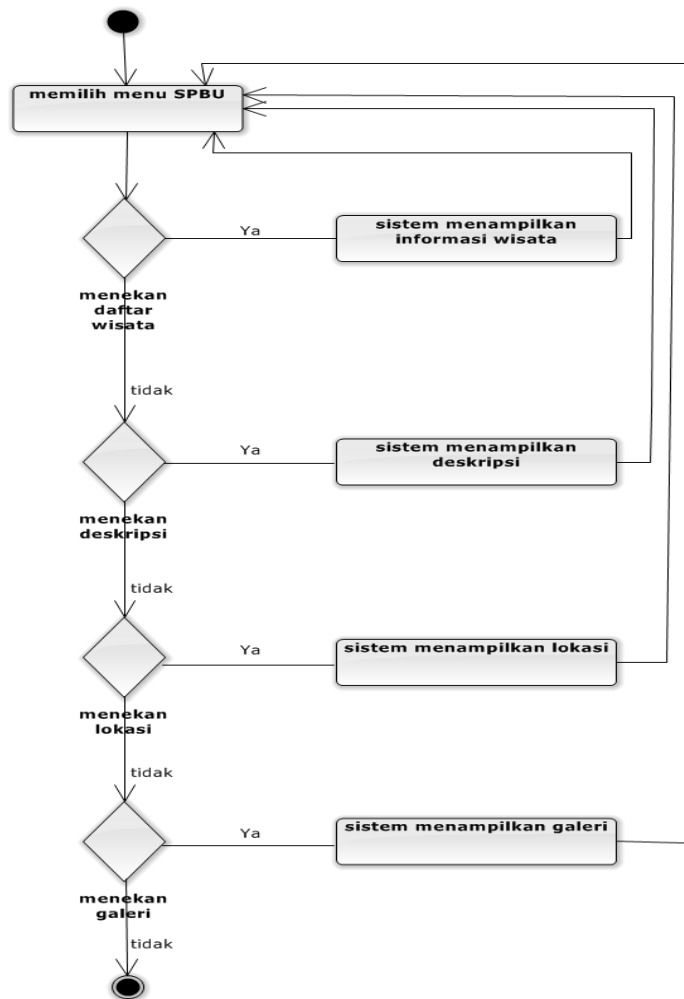 memilih menu SPBU
Ya
sistem menampilkan
informasi wisata
menekan
daftar
wisata
tidak
Ya
sistem menampilkan
deskripsi
menekan
deskripsi
tidak
Ya
sistem menampilkan lokasi
menekan
lokasi
tidak
Ya
sistem menampilkan galeri
menekan
galeri
tidak